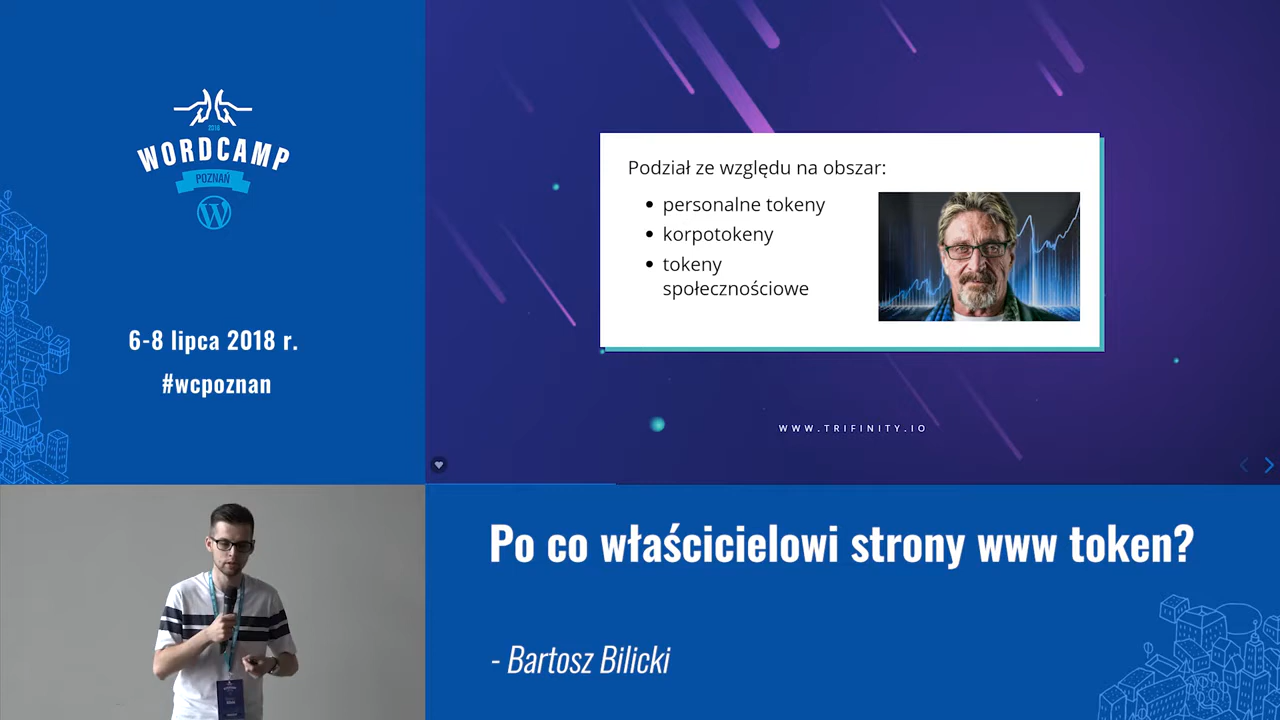 2018
WORDCAMP
POZNAŃ
6-8 lipca 2018 r.
#wcpoznan
Podział ze względu na obszar:
• personalne tokeny
• korpotokeny
• tokeny
społecznościowe
WWW.TRIFINITY.IO
Po co właścicielowi strony www token?
- Bartosz Bilicki